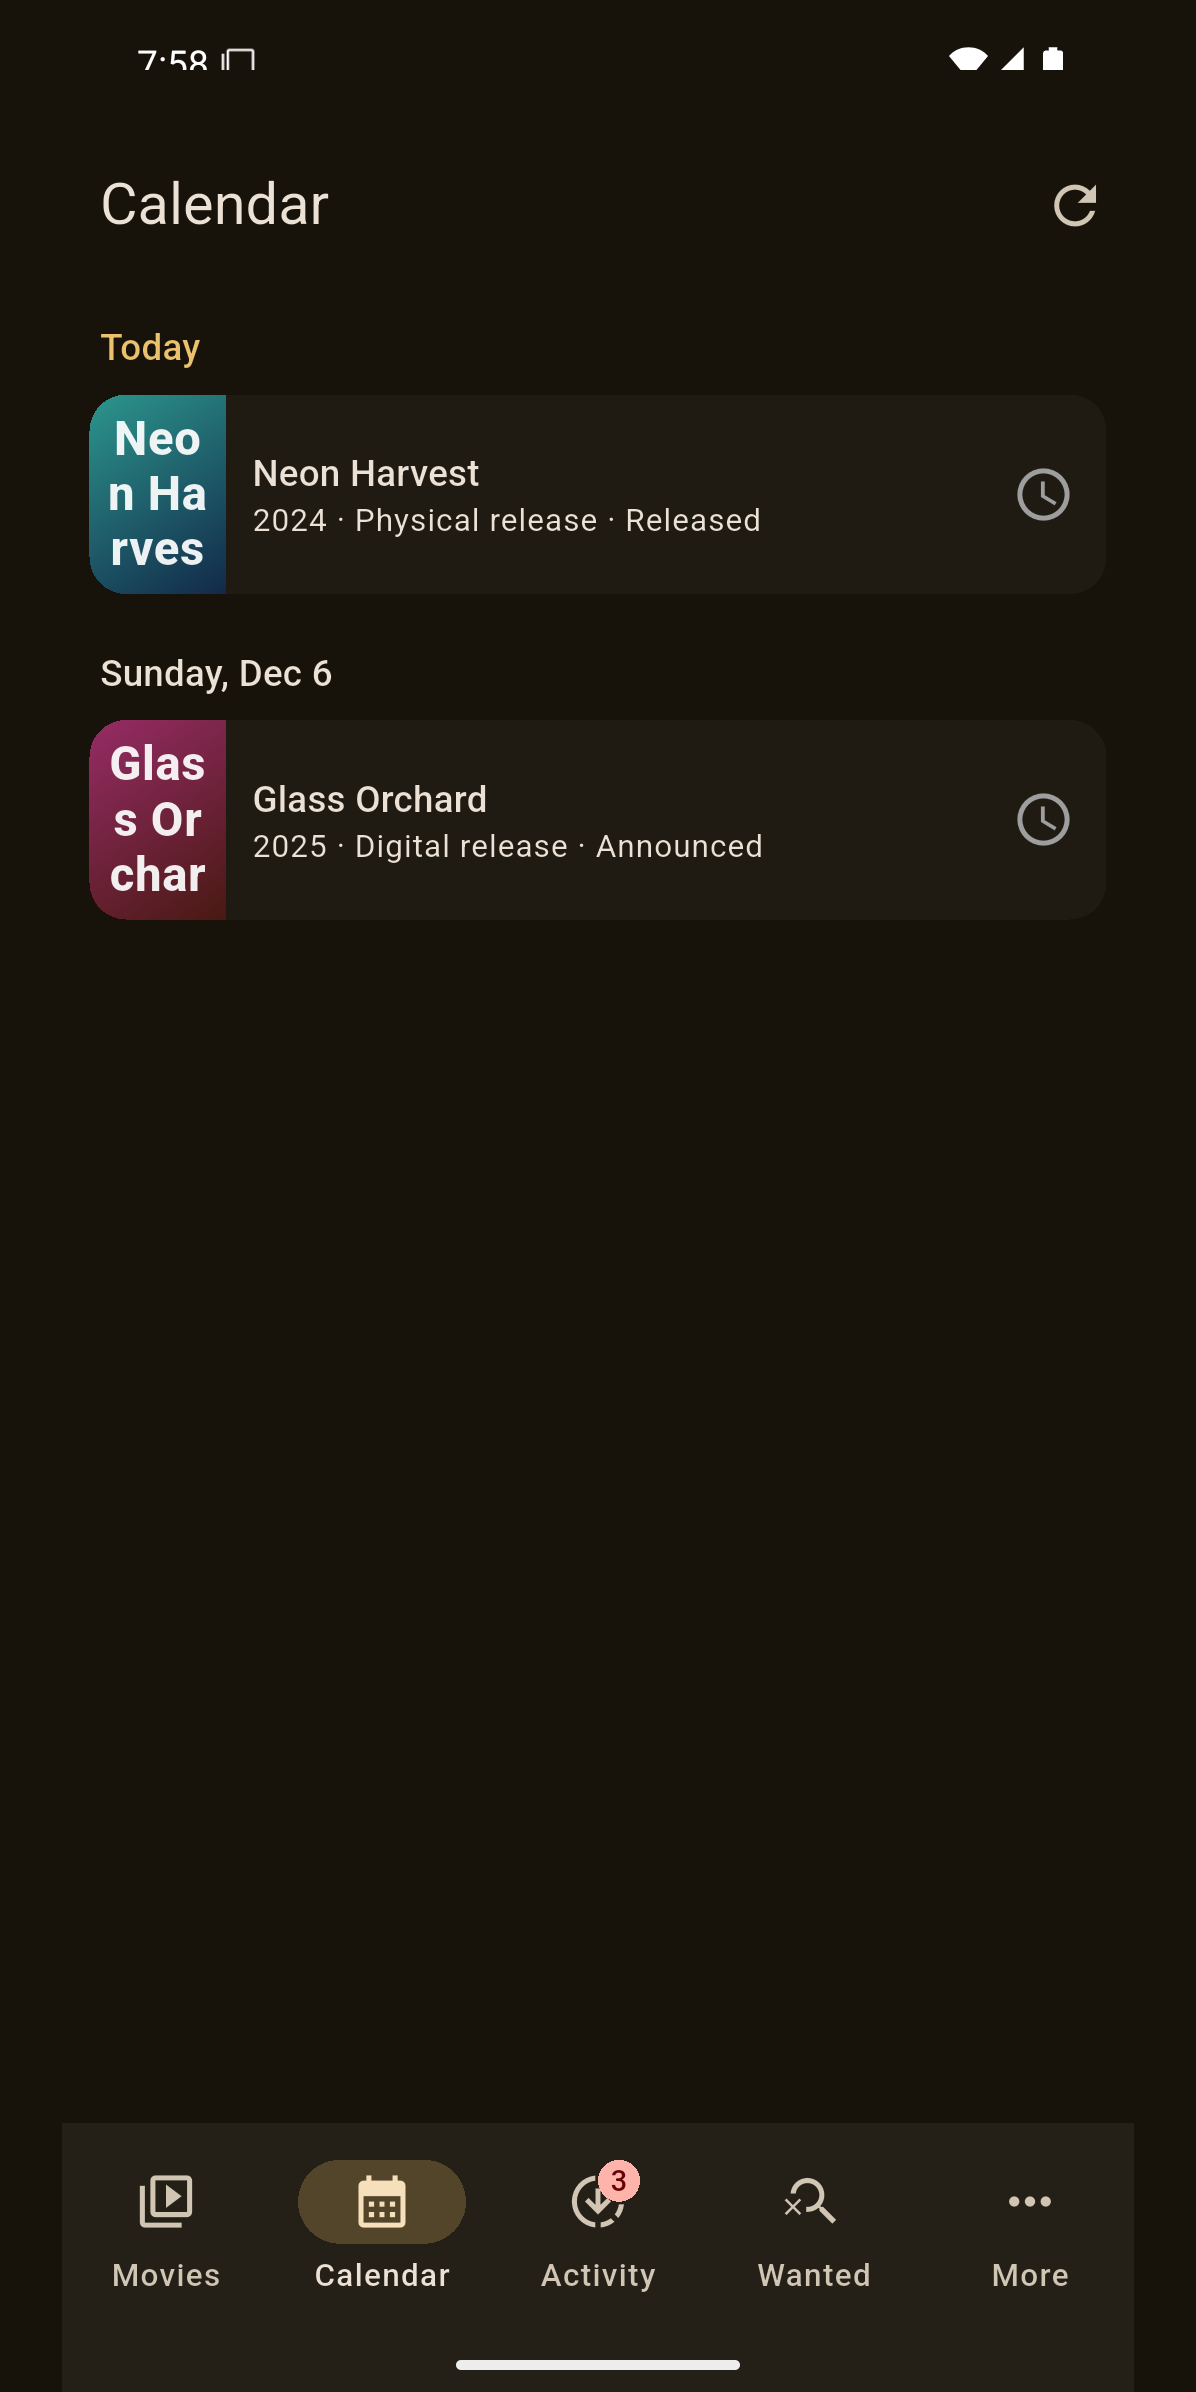 7:58
Calendar
Today
Neo
n Ha
rves
Neon Harvest
2024 · Physical release · Released
Sunday, Dec 6
Glas
s Or
char
Glass Orchard
2025 · Digital release · Announced
3
Movies
Calendar
Activity
Wanted
More